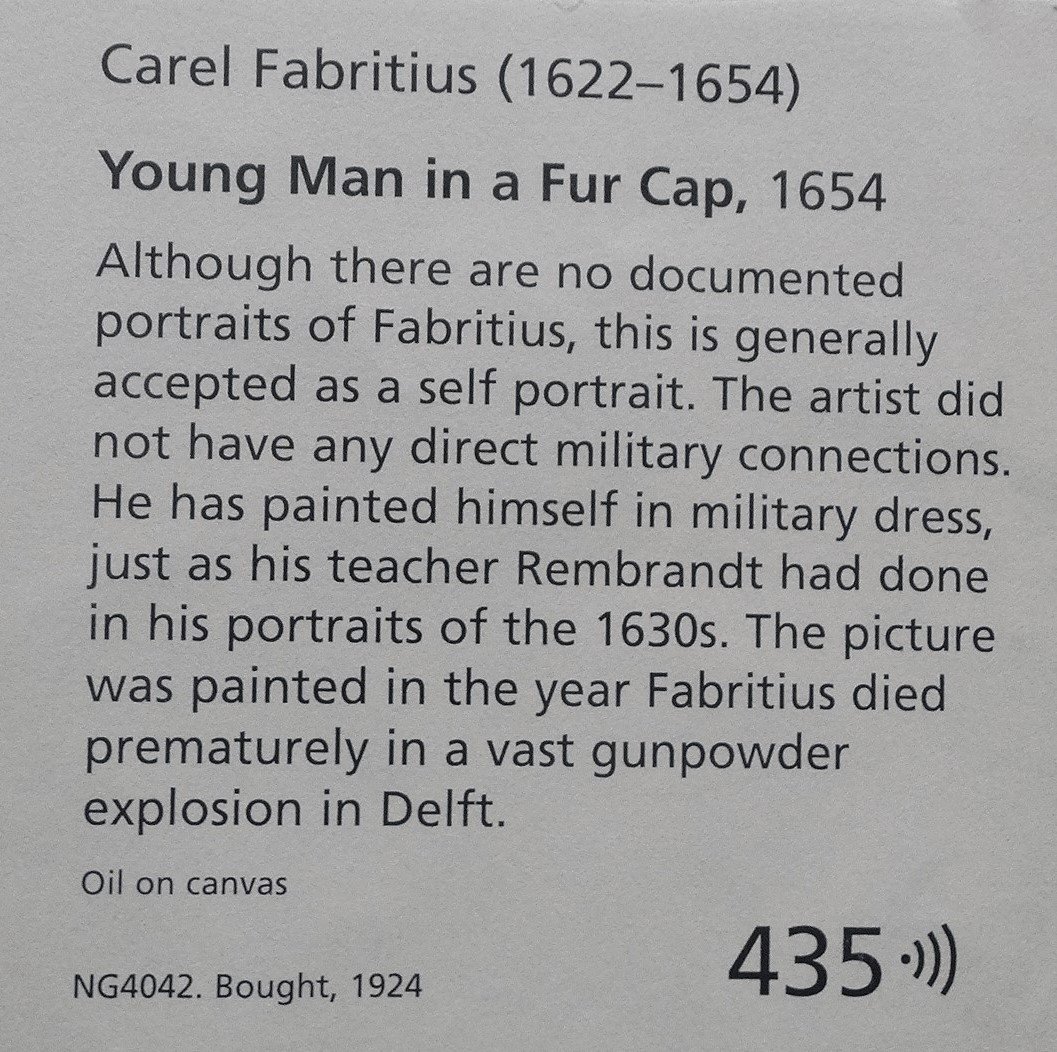 Carel Fabritius (1622–1654)
Young Man in a Fur Cap, 1654
Although there are no documented
portraits of Fabritius, this is generally
accepted as a self portrait. The artist did
not have any direct military connections.
He has painted himself in military dress,
just as his teacher Rembrandt had done
in his portraits of the 1630s. The picture
was painted in the year Fabritius died
prematurely in a vast gunpowder
explosion in Delft.
Oil on canvas
NG4042. Bought, 1924
435